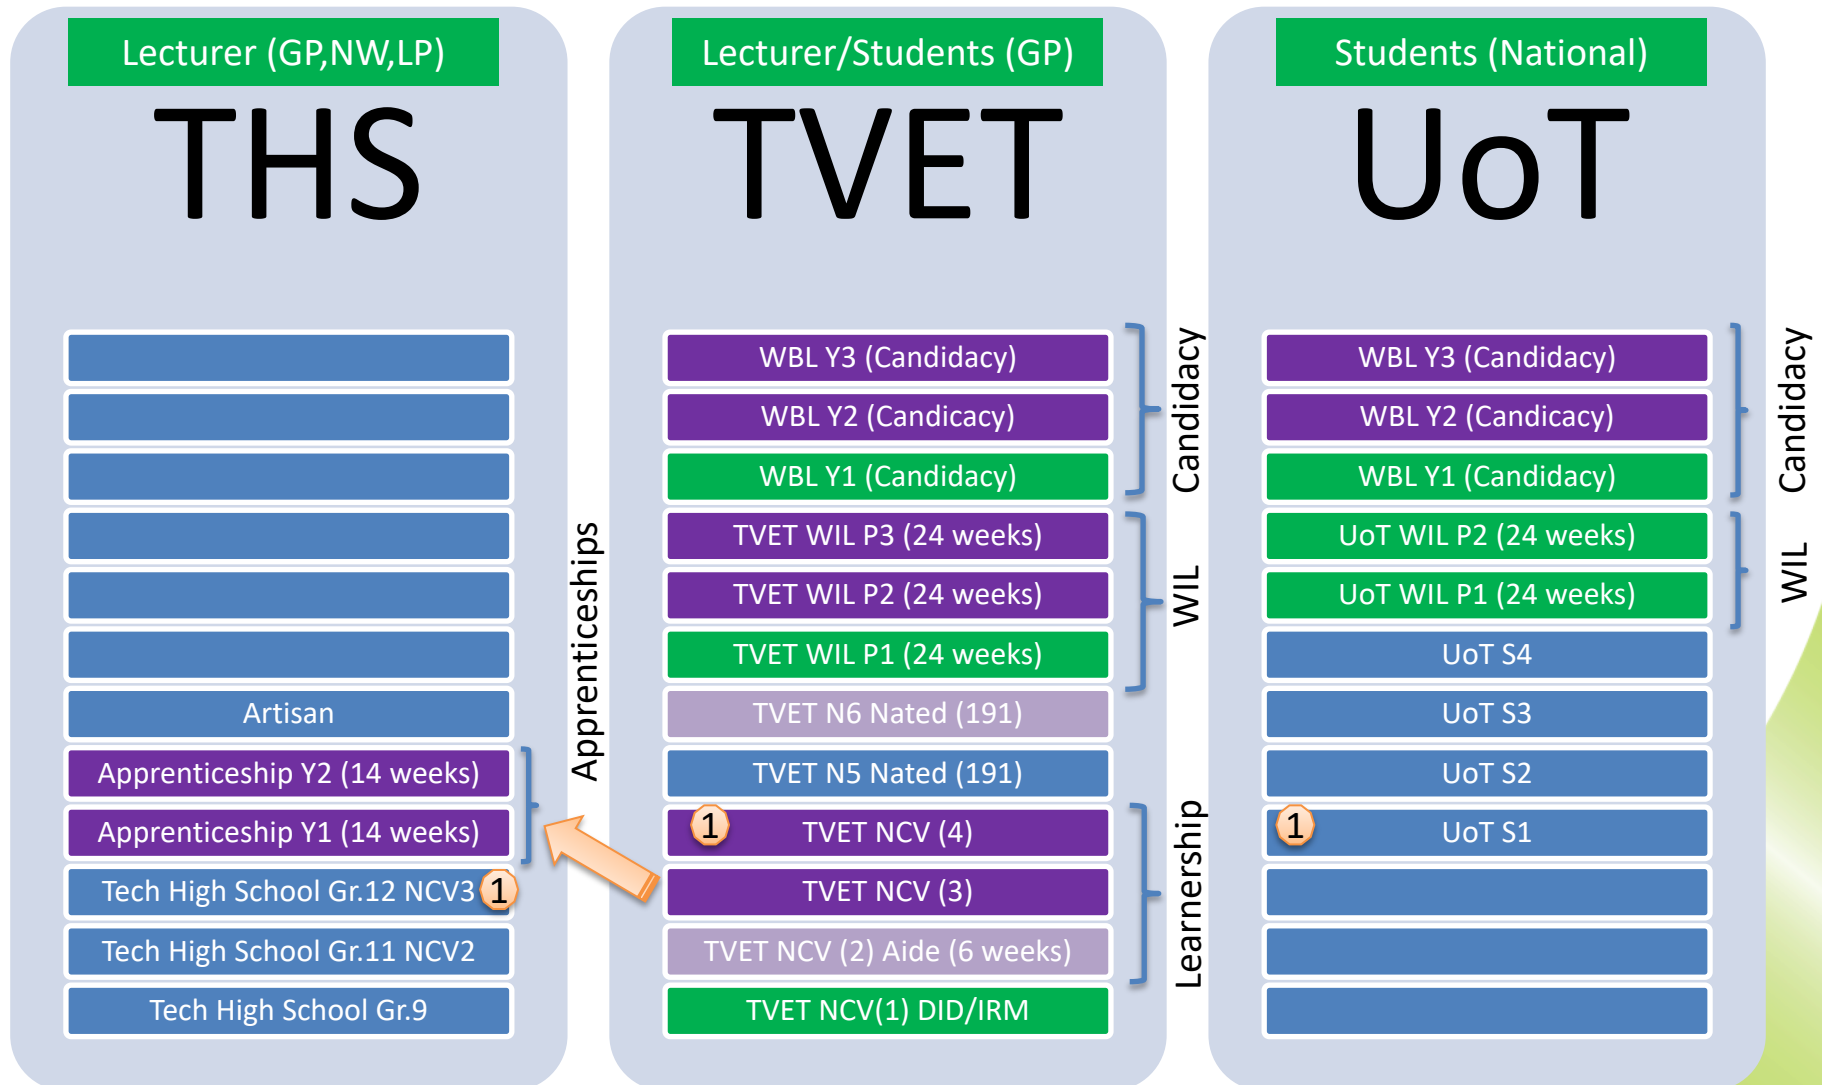 Lecturer (GP,NW,LP)
THS
Artisan
Apprenticeship Y2 (14 weeks)
Apprenticeship Y1 (14 weeks)
Tech High School Gr.12 NCV3
1
Tech High School Gr.11 NCV2
Tech High School Gr.9
Apprenticeships
Lecturer/Students (GP)
TVET
WBL Y3 (Candidacy)
WBL Y2 (Candicacy)
WBL Y1 (Candidacy)
TVET WIL P3 (24 weeks)
TVET WIL P2 (24 weeks)
TVET WIL P1 (24 weeks)
TVET N6 Nated (191)
TVET N5 Nated (191)
1
TVET NCV (4)
TVET NCV (3)
TVET NCV (2) Aide (6 weeks)
TVET NCV(1) DID/IRM
Candidacy
WIL
Learnership
Students (National)
UoT
WBL Y3 (Candidacy)
WBL Y2 (Candicacy)
WBL Y1 (Candidacy)
UoT WIL P2 (24 weeks)
UoT WIL P1 (24 weeks)
UoT S4
UoT S3
UoT S2
1
UoT S1
Candidacy
WIL